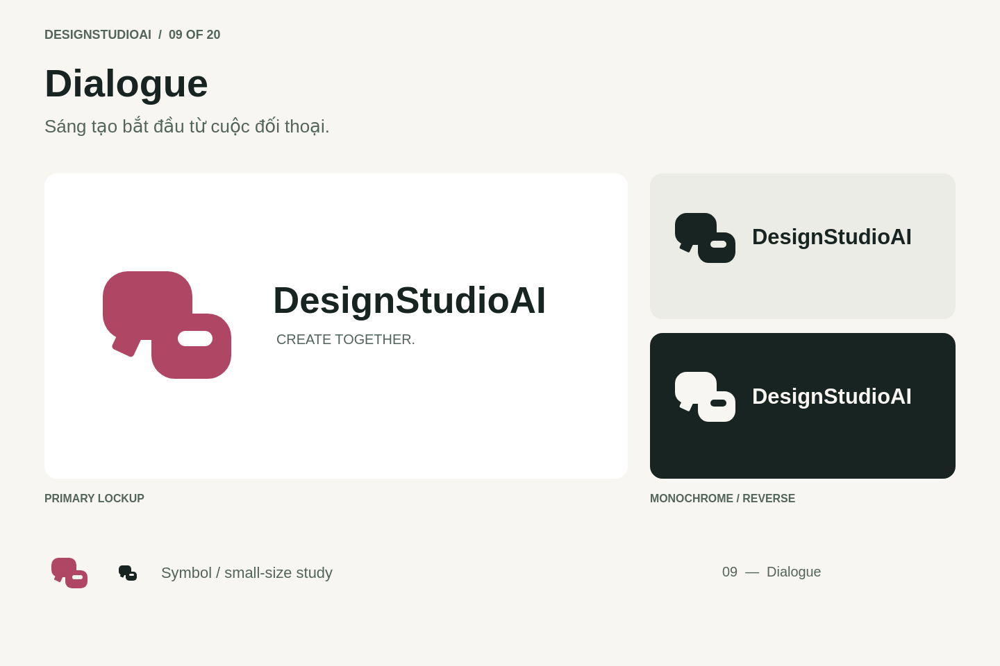 DESIGNSTUDIOAI / 09 OF 20
Dialogue
Sáng tạo bắt đầu từ cuộc đối thoại.
DesignStudioAI
CREATE TOGETHER.
DesignStudioAI
DesignStudioAI
PRIMARY LOCKUP
MONOCHROME / REVERSE
Symbol / small-size study
09 — Dialogue